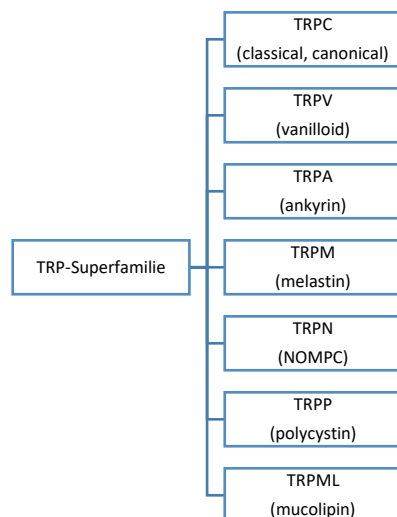 TRPC
(classical, canonical)
TRPV
(vanilloid)
TRPA
(ankyrin)
TRP-Superfamilie
TRPM
(melastin)
TRPN
(NOMPC)
TRPP
(polycystin)
TRPML
(mucolipin)